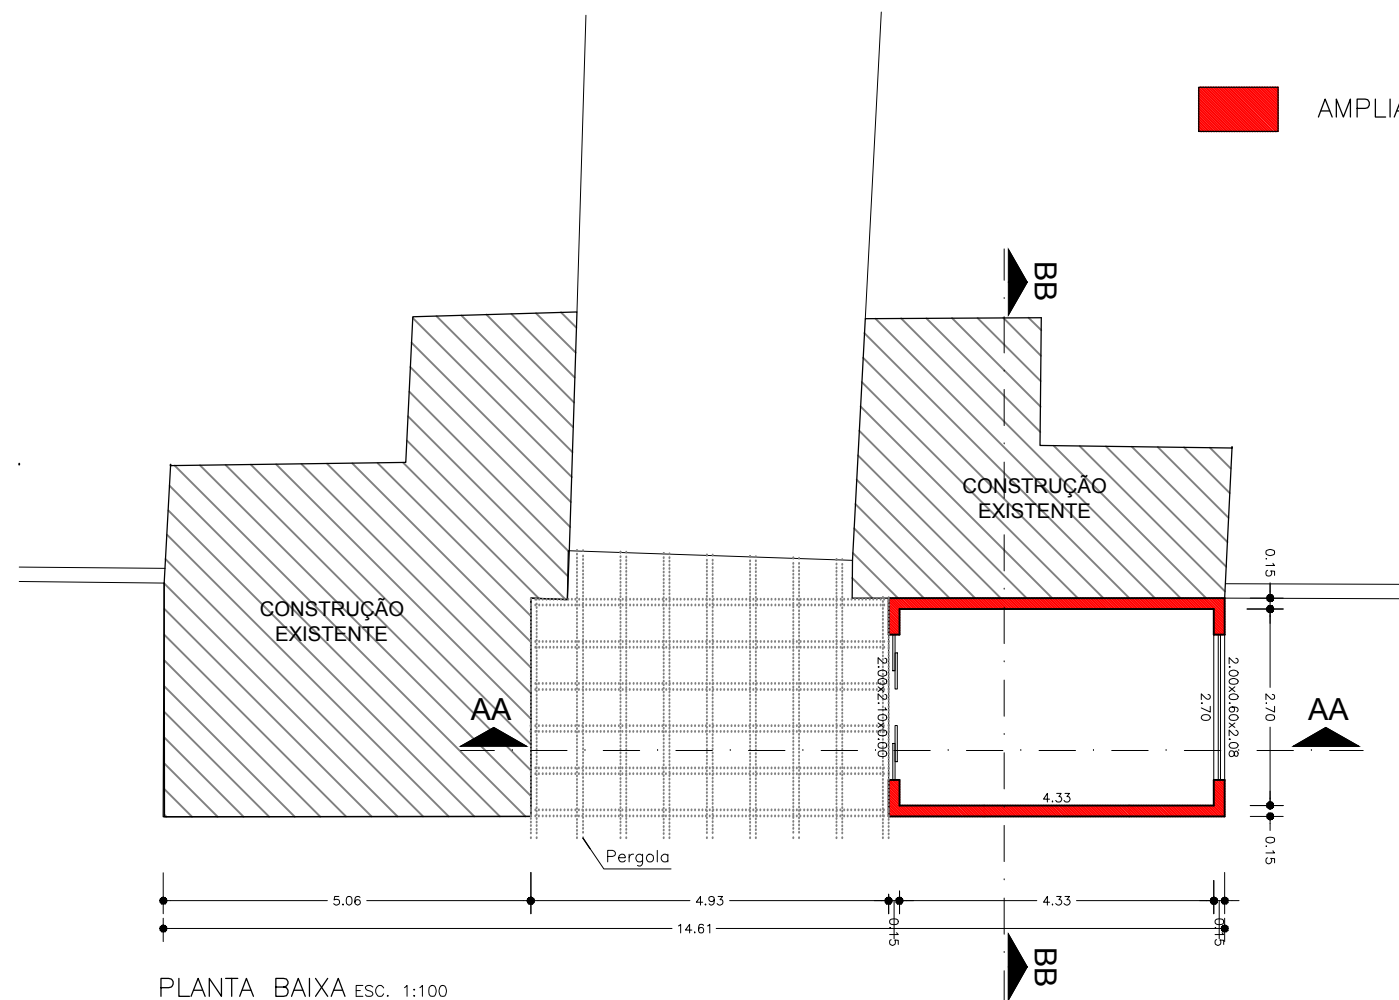 AMPLIA
BB
CONSTRUÇÃO
EXISTENTE
CONSTRUÇÃO
EXISTENTE
0.15
2.00x2.10x0.00
2.70
2.00x0.60x2.08
2.70
AA
AA
4.33
0.15
Pergola
5.06
4.93
0.15
4.33
0.15
14.61
BB
PLANTA BAIXA ESC. 1:100